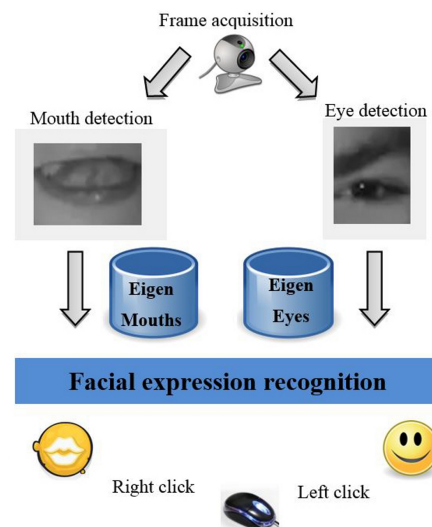 Frame acquisition
Mouth detection
Eye detection
Eigen
Mouths
Eigen
Eyes
Facial expression recognition
Right click
Left click